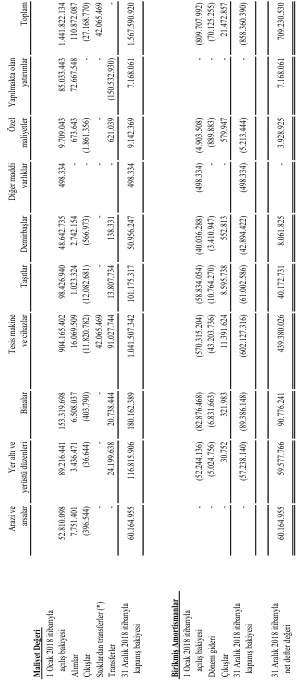 Arazi ve arsalar Yer altı ve yerüstü düzenleri Binalar Tesis makine ve cihazlar Taşıtlar Demirbaşlar Diğer maddi varlıklar Özel maliyetler Yapılmakta olan yatırımlar Toplam
Maliyet Değeri
1 Ocak 2018 itibarıyla
açılış bakiyesi 52.810.098 89.216.441 153.319.698 904.165.402 98.426.940 48.642.735 498.334 9.709.043 85.033.443 1.441.822.134
Alımlar 7.751.401 3.436.471 6.508.037 16.069.509 1.023.324 2.742.154 - 673.643 72.667.548 110.872.087
Çıkışlar (396.544) (36.644) (403.790) (11.820.782) (12.082.681) (566.973) - (1.861.356) - (27.168.770)
Stoklardan transferler (*) - - - 42.065.469 - - - - - 42.065.469
Transferler - 24.199.638 20.738.444 91.027.744 13.807.734 138.331 - 621.039 (150.532.930) -
31 Aralık 2018 itibarıyla
kapanış bakiyesi 60.164.955 116.815.906 180.162.389 1.041.507.342 101.175.317 50.956.247 498.334 9.142.369 7.168.061 1.567.590.920
Birikmiş Amortismanlar
1 Ocak 2018 itibarıyla
açılış bakiyesi - (52.244.136) (82.876.468) (570.315.204) (58.834.054) (40.036.288) (498.334) (4.903.508) - (809.707.992)
Dönem gideri - (5.024.756) (6.831.663) (43.203.736) (10.764.270) (3.410.947) - (889.883) - (70.125.255)
Çıkışlar - 30.752 321.983 11.391.624 8.595.738 552.813 - 579.947 - 21.472.857
31 Aralık 2018 itibarıyla
kapanış bakiyesi - (57.238.140) (89.386.148) (602.127.316) (61.002.586) (42.894.422) (498.334) (5.213.444) - (858.360.390)
31 Aralık 2018 itibarıyla
net defter değeri 60.164.955 59.577.766 90.776.241 439.380.026 40.172.731 8.061.825 - 3.928.925 7.168.061 709.230.530